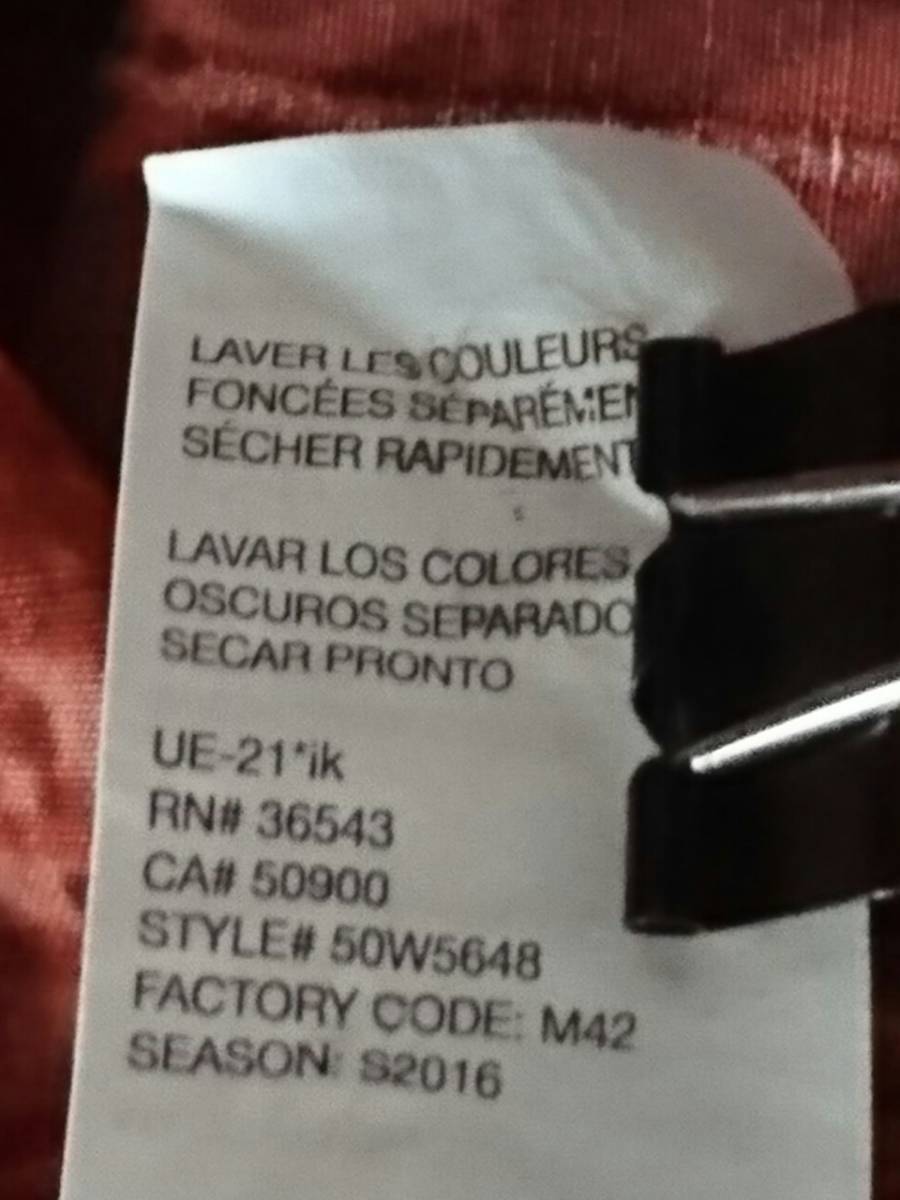 LAVER LES COULEURS
FONCÉES SÉPARÉMEN
SÉCHER RAPIDEMENT
LAVAR LOS COLORES
OSCUROS SEPARADO
SECAR PRONTO
UE-21*ik
RN# 36543
CA# 50900
STYLE# 50W5648
FACTORY CODE: M42
SEASON: S2016